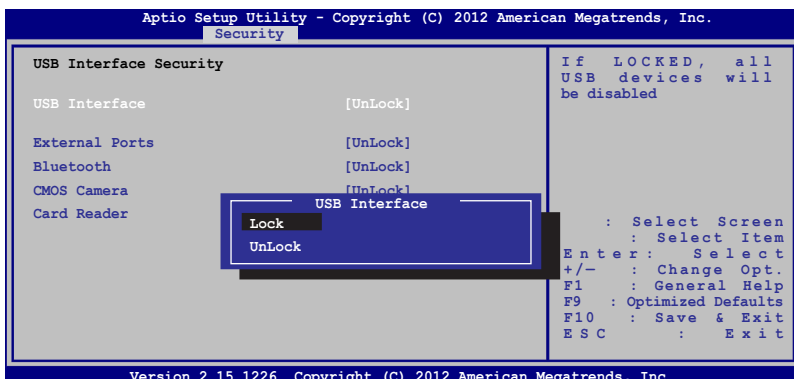 Aptio Setup Utility - Copyright (C) 2012 American Megatrends, Inc.
Security
USB Interface Security
USB Interface [UnLock]
External Ports [UnLock]
Bluetooth [UnLock]
CMOS Camera [UnLock]
Card Reader
USB Interface
Lock
UnLock
If LOCKED, all
USB devices will
be disabled
: Select Screen
: Select Item
Enter: Select
+/— : Change Opt.
F1 : General Help
F9 : Optimized Defaults
F10 : Save & Exit
ESC : Exit
Version 2.15.1226. Copyright (C) 2012 American Megatrends, Inc.